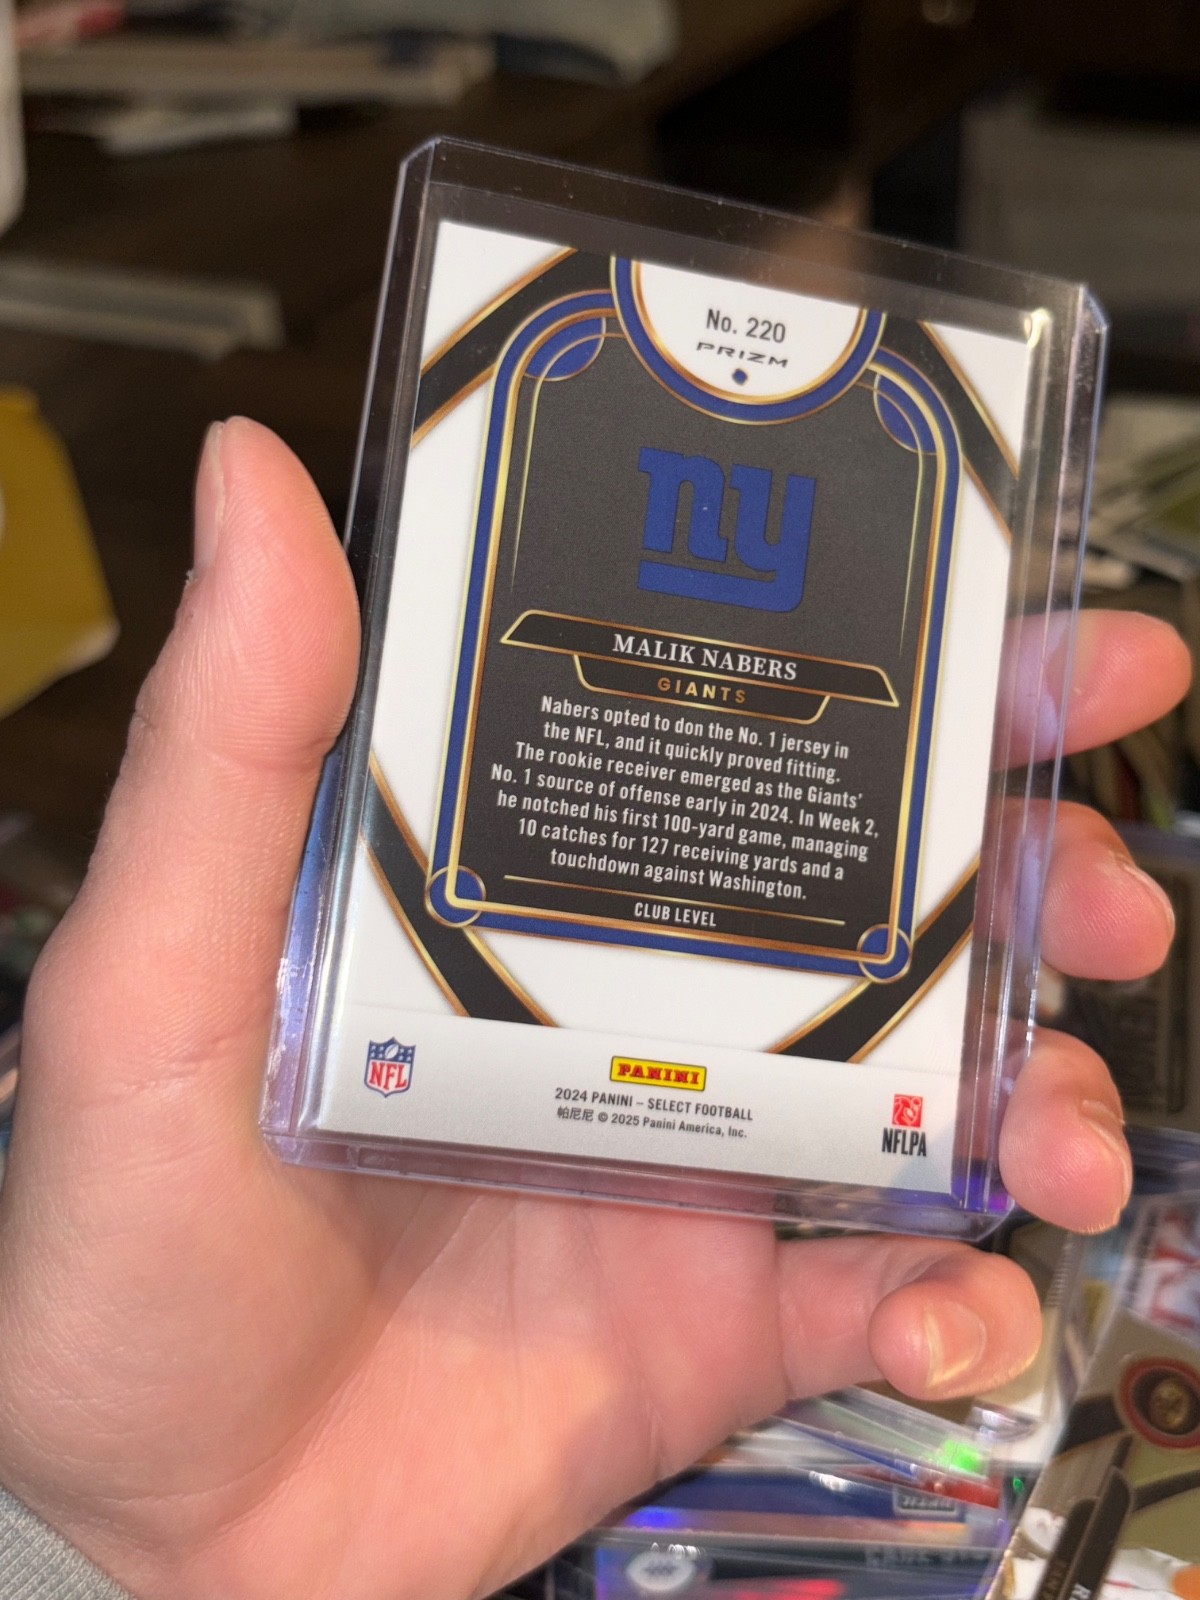 No. 220
PRIZM
ny
MALIK NABERS
GIANTS
Nabers opted to don the No. 1 jersey in
the NFL, and it quickly proved fitting.
The rookie receiver emerged as the Giants'
No. 1 source of offense early in 2024. In Week 2,
he notched his first 100-yard game, managing
10 catches for 127 receiving yards and a
touchdown against Washington.
CLUB LEVEL
NFL
PANINI
2024 PANINI – SELECT FOOTBALL
帕尼尼 © 2025 Panini America, Inc.
NFLPA